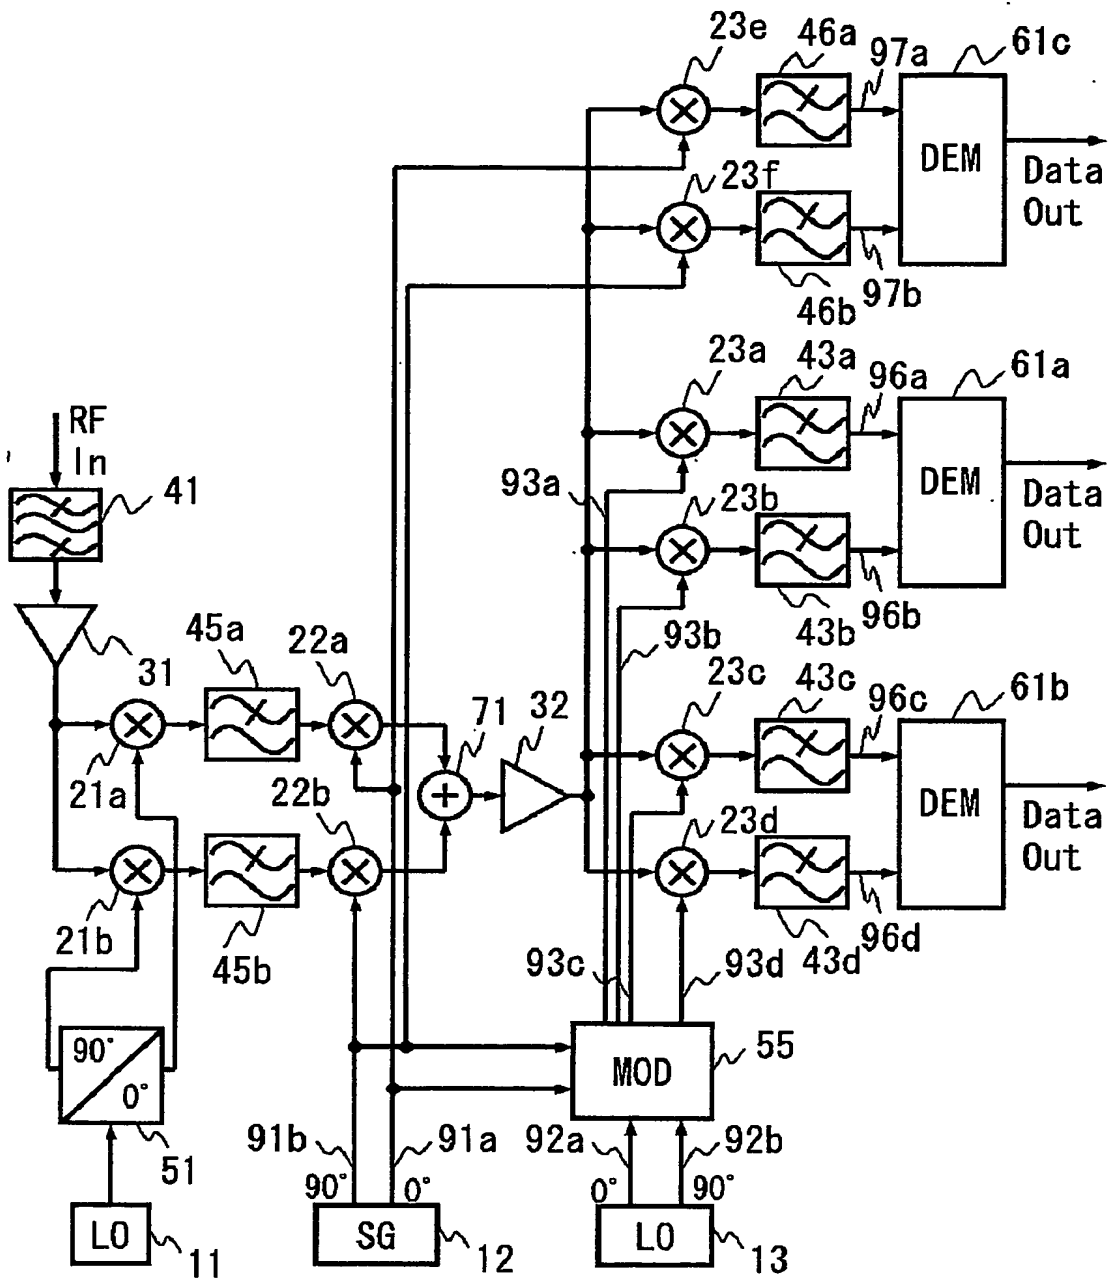 23e
46a
97a
61c
DEM
Data
Out
23f
46b
97b
23a
43a
96a
61a
RF
In
41
93a
23b
DEM
Data
Out
43b
96b
93b
31
45a
22a
23c
43c
96c
61b
71
32
21a
22b
DEM
23d
Data
Out
21b
45b
93c
93d
43d
96d
90°
0°
MOD
55
91b
91a
92a
92b
51
90°
0°
0°
90°
LO
11
SG
12
LO
13